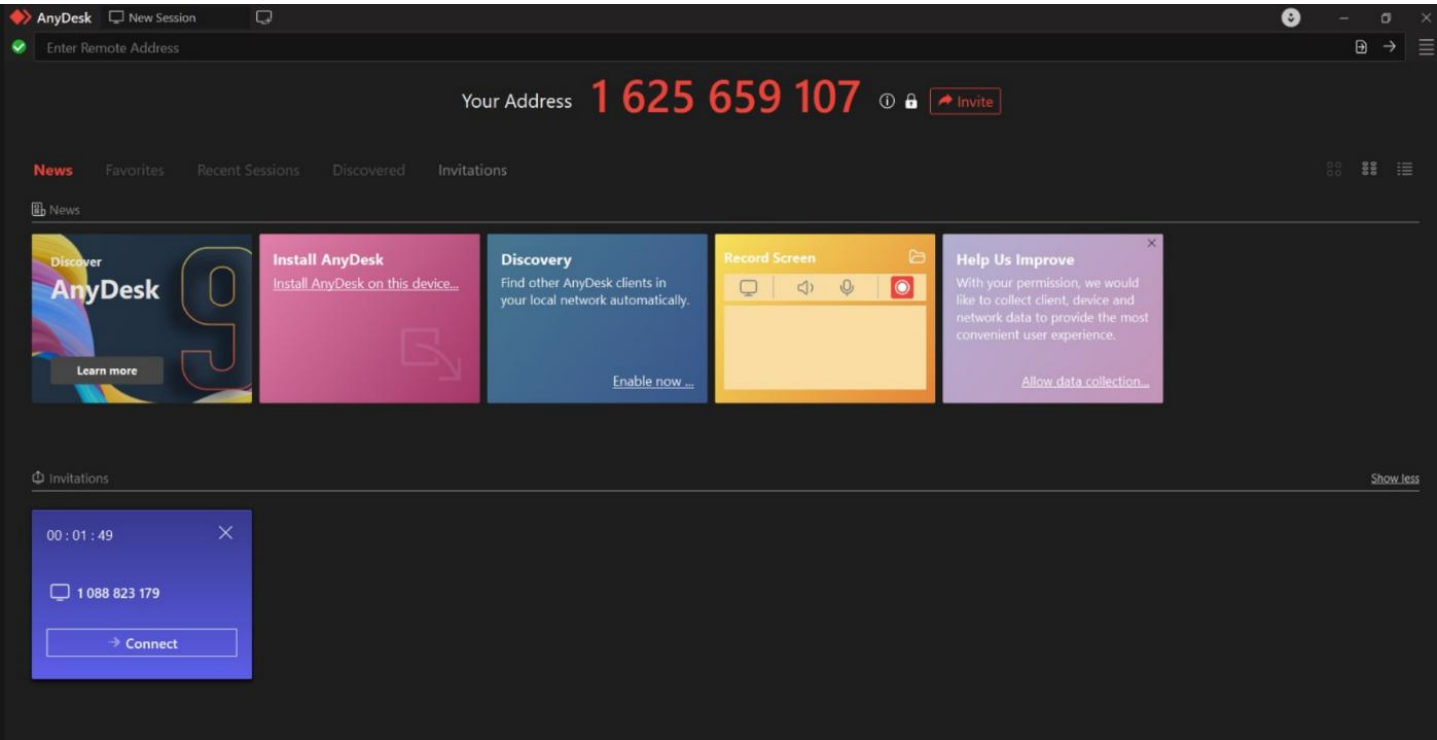 AnyDesk New Session
Enter Remote Address
Your Address 1 625 659 107 Invite
News Favorites Recent Sessions Discovered Invitations
News
Discover
AnyDesk
9
Learn more
Install AnyDesk
Install AnyDesk on this device...
Discovery
Find other AnyDesk clients in
your local network automatically.
Enable now ...
Record Screen
Help Us Improve
With your permission, we would
like to collect client, device and
network data to provide the most
convenient user experience.
Allow data collection...
Invitations Show less
00 : 01 : 49
1 088 823 179
Connect